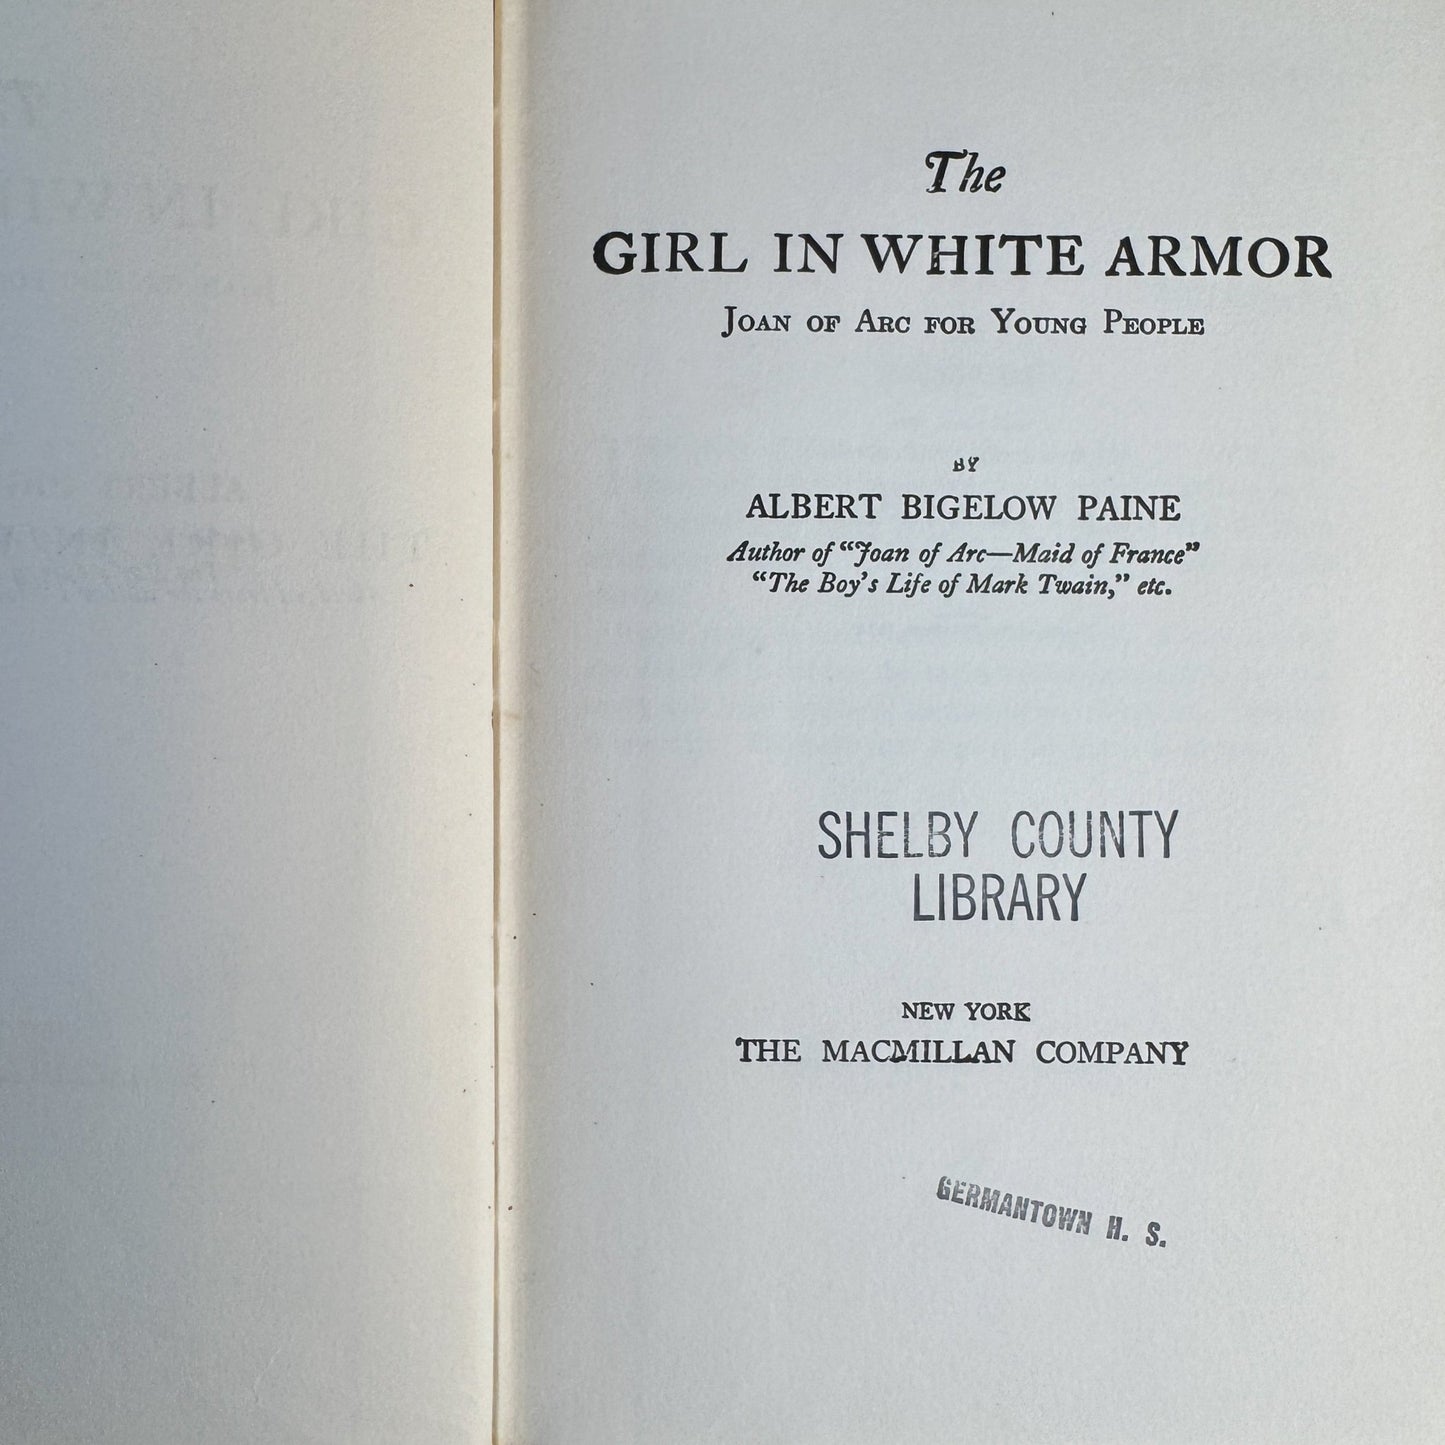 The
GIRL IN WHITE ARMOR
Joan of Arc for Young People
BY
ALBERT BIGELOW PAINE
Author of “Joan of Arc—Maid of France”
“The Boy’s Life of Mark Twain,” etc.
SHELBY COUNTY
LIBRARY
NEW YORK
THE MACMILLAN COMPANY
GERMANTOWN H. S.